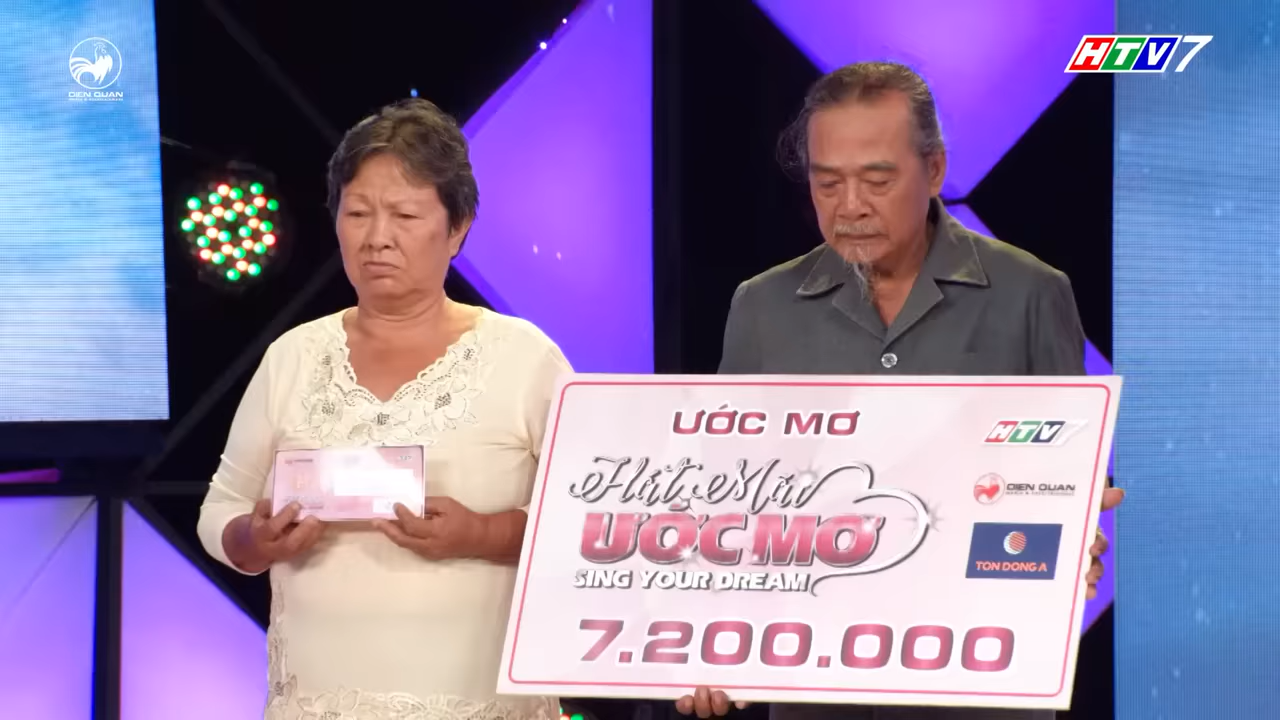 DIEN QUAN
HTV7
ƯỚC MƠ
HTV7
Hát Mãi
ƯỚC MƠ
SING YOUR DREAM
DIEN QUAN
TON DONG A
7.200.000